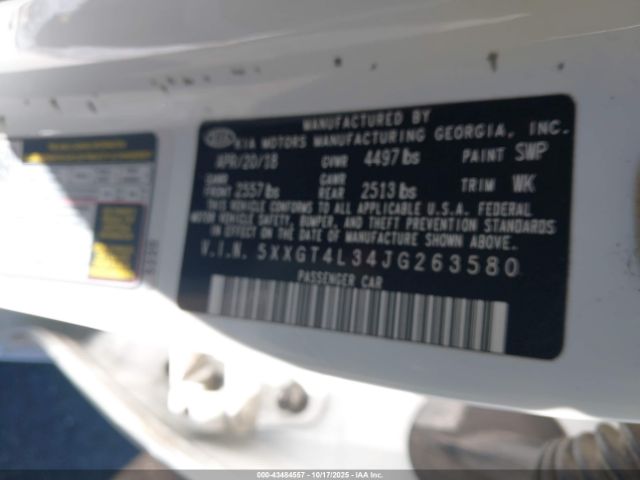 MANUFACTURED BY
KIA KIA MOTORS MANUFACTURING GEORGIA, INC.
APR/20/18 GVWR 4497 lbs PAINT SWP
GAWR FRONT 2557 lbs GAWR REAR 2513 lbs TRIM WK
THIS VEHICLE CONFORMS TO ALL APPLICABLE U.S.A. FEDERAL
MOTOR VEHICLE SAFETY, BUMPER, AND THEFT PREVENTION STANDARDS
IN EFFECT ON THE DATE OF MANUFACTURE SHOWN ABOVE.
V.I.N. 5XXGT4L34JG263580
PASSENGER CAR
000-43484557 | 10/17/2025 | IAA Inc.